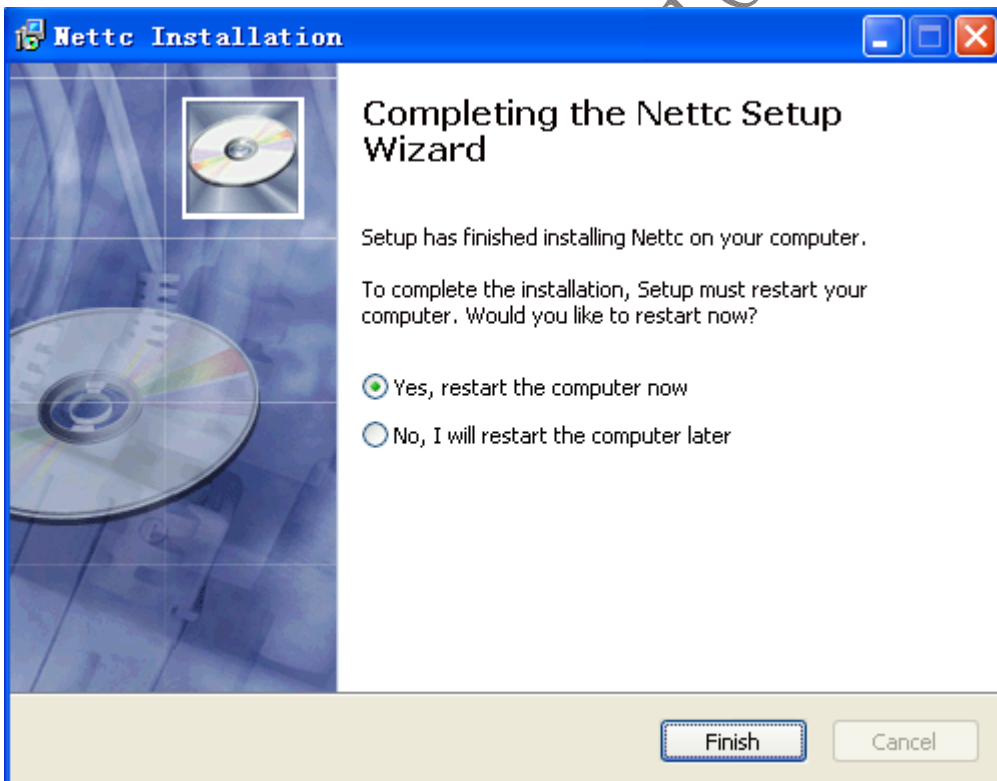 Nettc Installation
Completing the Nettc Setup
Wizard
Setup has finished installing Nettc on your computer.
To complete the installation, Setup must restart your
computer. Would you like to restart now?
Yes, restart the computer now
No, I will restart the computer later
Finish
Cancel